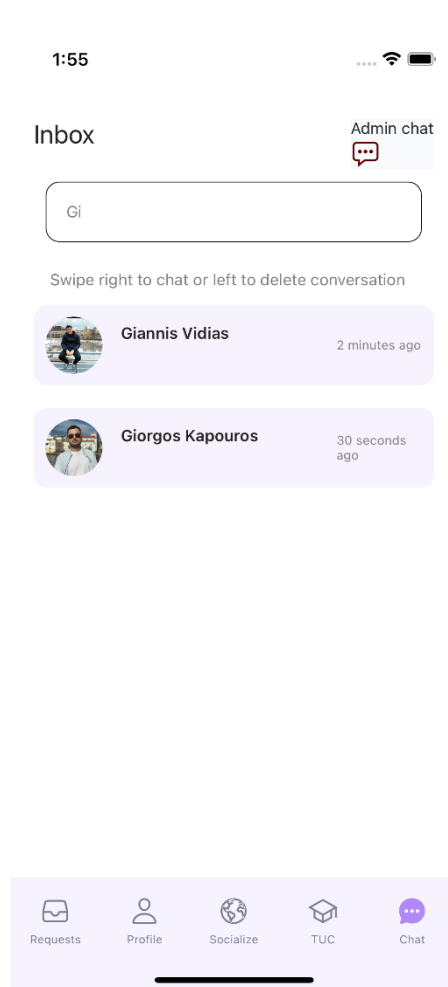 1:55
Inbox
Admin chat
Gi
Swipe right to chat or left to delete conversation
Giannis Vidias
2 minutes ago
Giorgos Kapouros
30 seconds
ago
Requests
Profile
Socialize
TUC
Chat